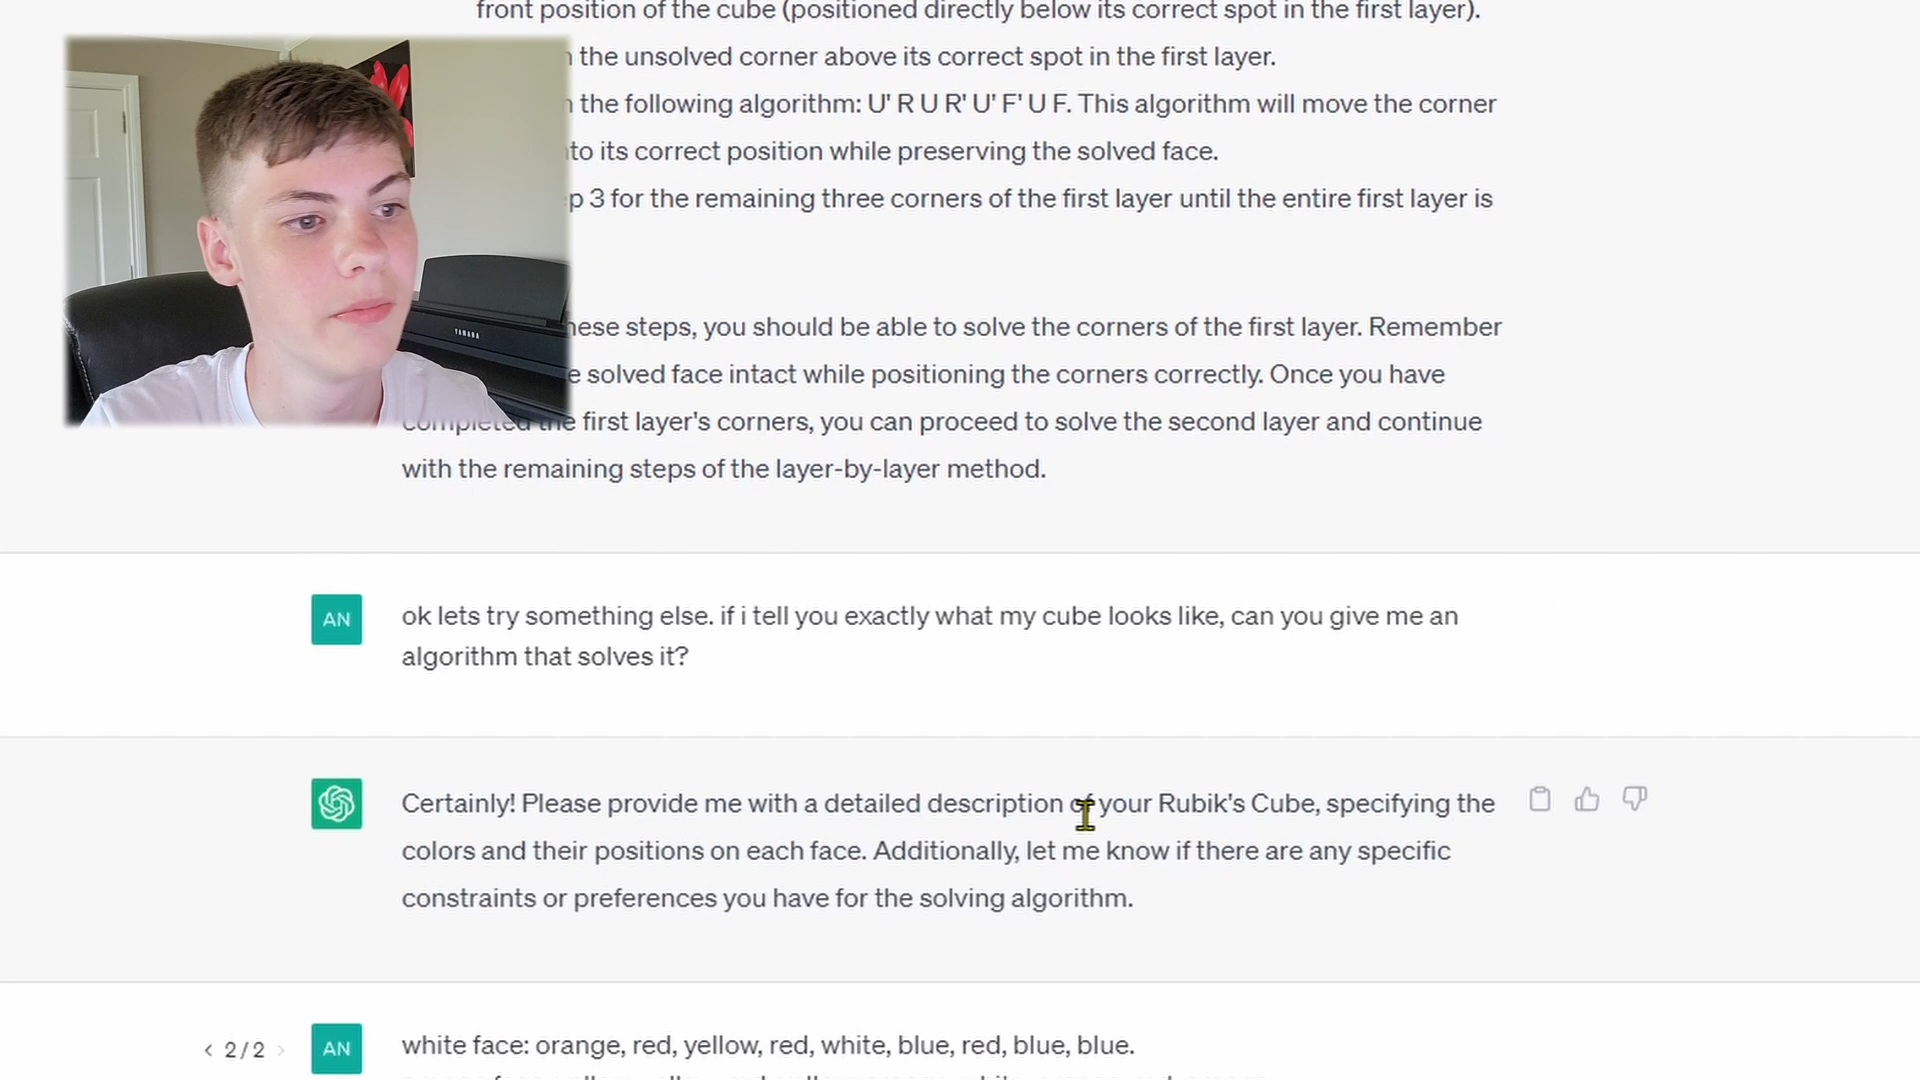 front position of the cube (positioned directly below its correct spot in the first layer).
the unsolved corner above its correct spot in the first layer.
the following algorithm: U' R U R' U' F' U F. This algorithm will move the corner
its correct position while preserving the solved face.
3 for the remaining three corners of the first layer until the entire first layer is
steps, you should be able to solve the corners of the first layer. Remember
solved face intact while positioning the corners correctly. Once you have
completed the first layer's corners, you can proceed to solve the second layer and continue
with the remaining steps of the layer-by-layer method.
YAMAHA
AN
ok lets try something else. if i tell you exactly what my cube looks like, can you give me an
algorithm that solves it?
Certainly! Please provide me with a detailed description of your Rubik's Cube, specifying the
colors and their positions on each face. Additionally, let me know if there are any specific
constraints or preferences you have for the solving algorithm.
< 2 / 2 >
AN
white face: orange, red, yellow, red, white, blue, red, blue, blue.